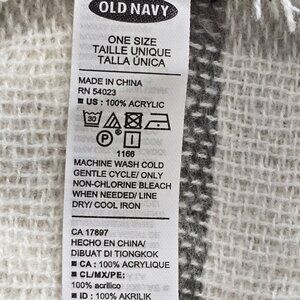 OLD NAVY
ONE SIZE
TAILLE UNIQUE
TALLA ÚNICA
MADE IN CHINA
RN 54023
■ US : 100% ACRYLIC
30
P I
1166
MACHINE WASH COLD
GENTLE CYCLE/ ONLY
NON-CHLORINE BLEACH
WHEN NEEDED/ LINE
DRY/ COOL IRON
CA 17897
HECHO EN CHINA/
DIBUAT DI TIONGKOK
■ CA : 100% ACRYLIQUE
■ CL/MX/PE:
100% acrílico
■ ID : 100% AKRILIK